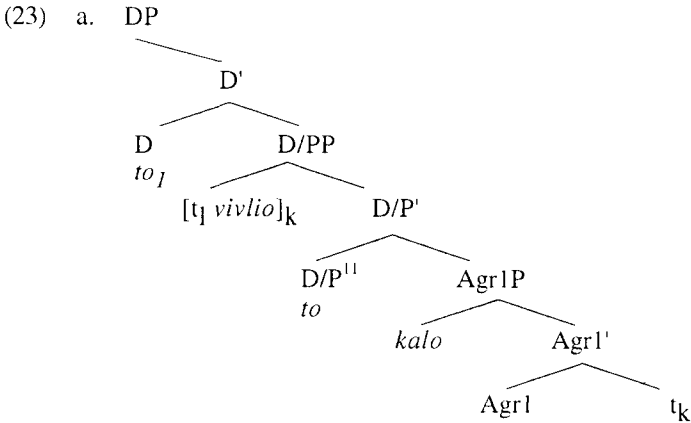 (23) a. DP
D'
D D/PP
to1
[t1 vivlio]k D/P'
D/P11 Agr1P
to
kalo Agr1'
Agr1 tk